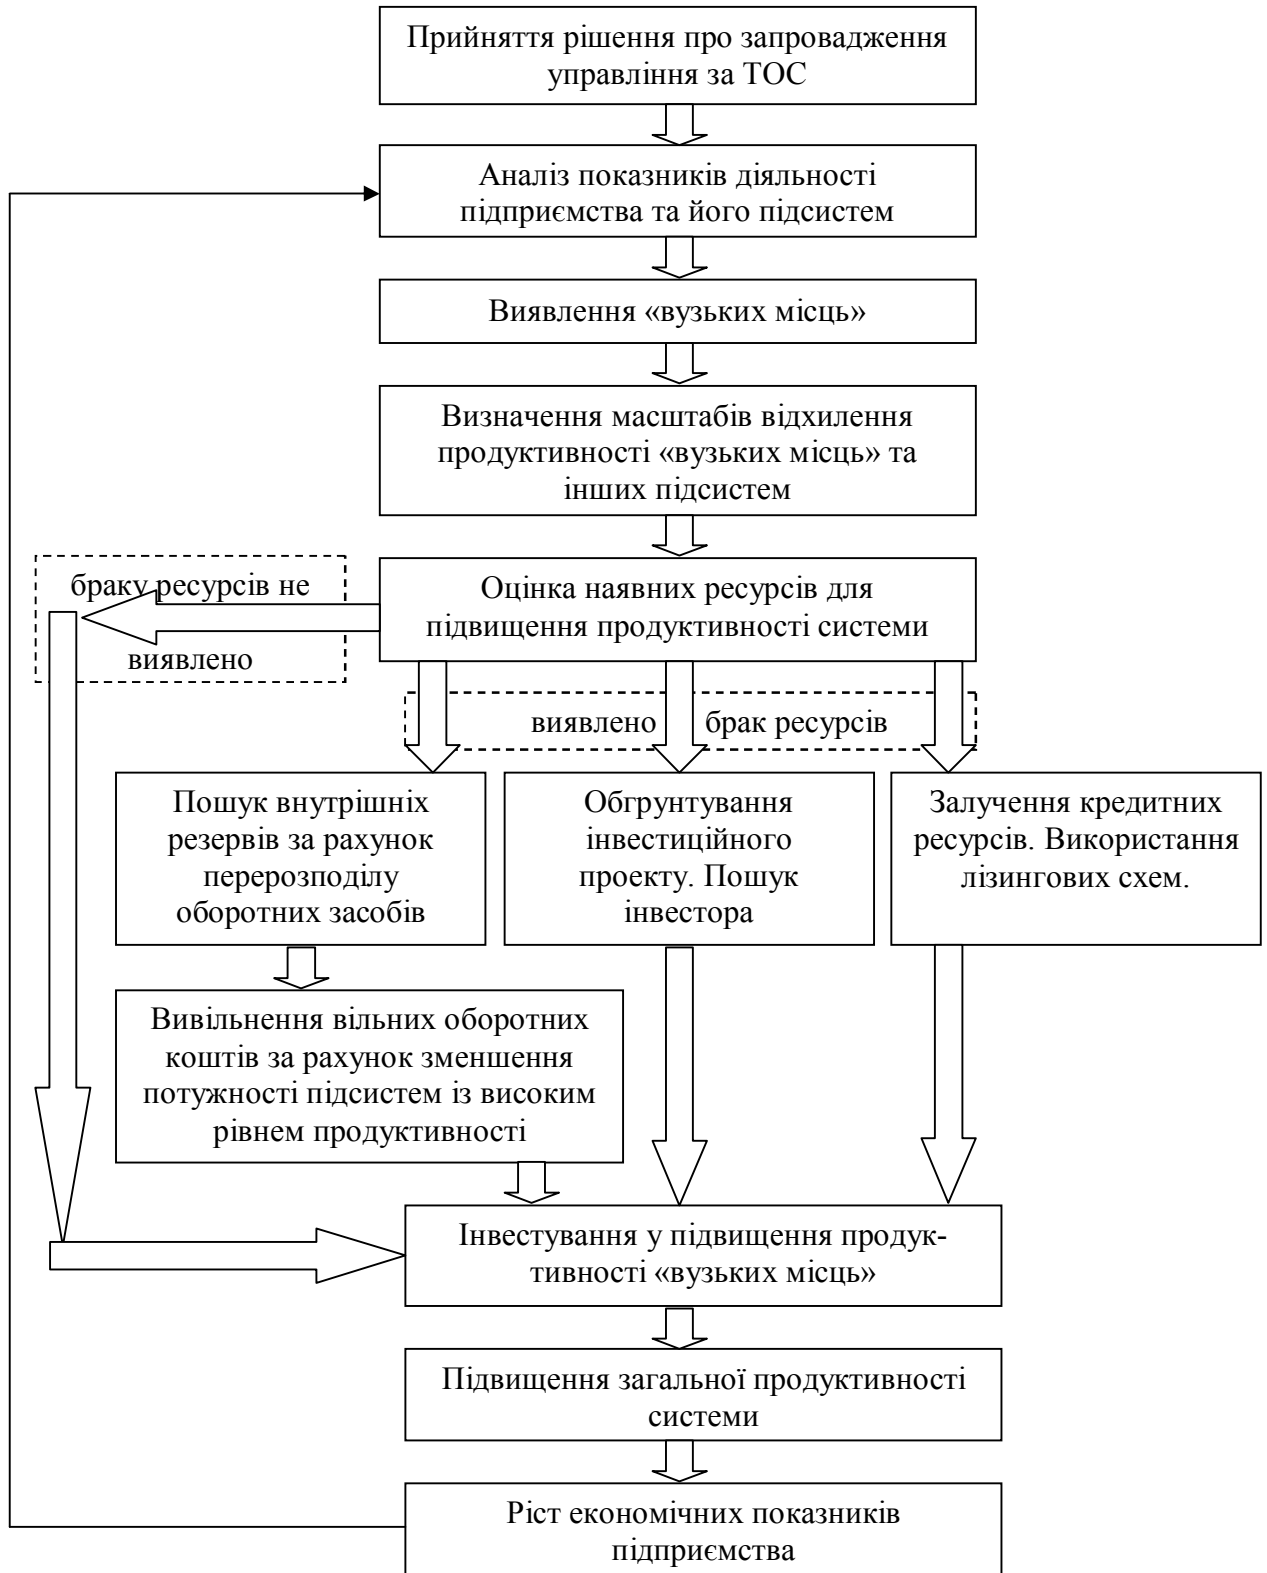 Прийняття рішення про запровадження
управління за ТОС
Аналіз показників діяльності
підприємства та його підсистем
Виявлення «вузьких місць»
Визначення масштабів відхилення
продуктивності «вузьких місць» та
інших підсистем
браку ресурсів не
виявлено
Оцінка наявних ресурсів для
підвищення продуктивності системи
виявлено брак ресурсів
Пошук внутрішніх
резервів за рахунок
перерозподілу
оборотних засобів
Обгрунтування
інвестиційного
проекту. Пошук
інвестора
Залучення кредитних
ресурсів. Використання
лізингових схем.
Вивільнення вільних оборотних
коштів за рахунок зменшення
потужності підсистем із високим
рівнем продуктивності
Інвестування у підвищення продук-
тивності «вузьких місць»
Підвищення загальної продуктивності
системи
Ріст економічних показників
підприємства